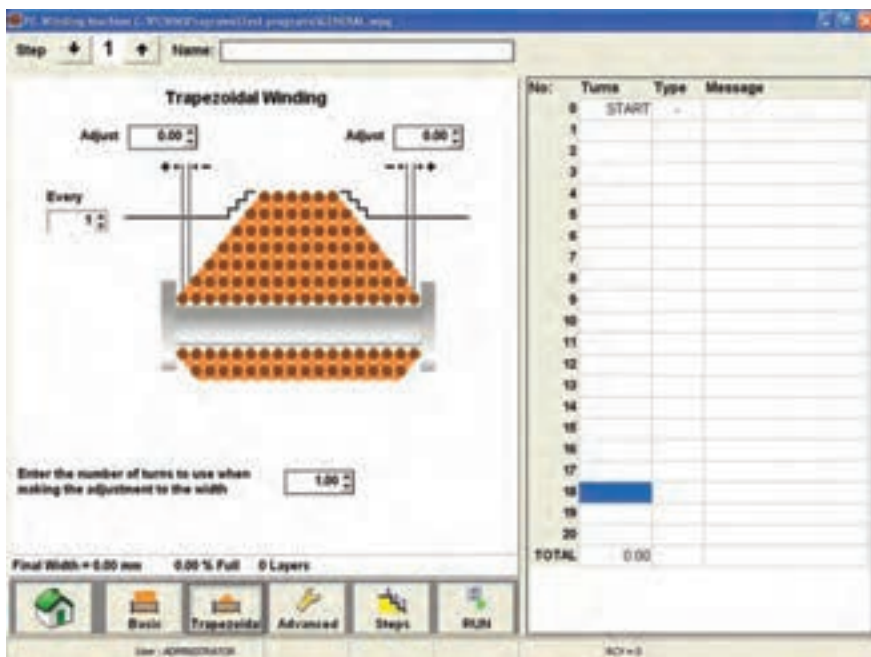 PC Winding Machine
Step 1 Name:
Trapezoidal Winding
Adjust 0.00
Adjust 0.00
Every
1
Enter the number of turns to use when
making the adjustment to the width
1.00
Final Width = 0.00 mm 0.00 % Full 0 Layers
Basic Trapezoidal Advanced Steps RUN
User : ADMINISTRATOR
No: Turns Type Message
0 START -
1
2
3
4
5
6
7
8
9
10
11
12
13
14
15
16
17
18
19
20
TOTAL 0.00